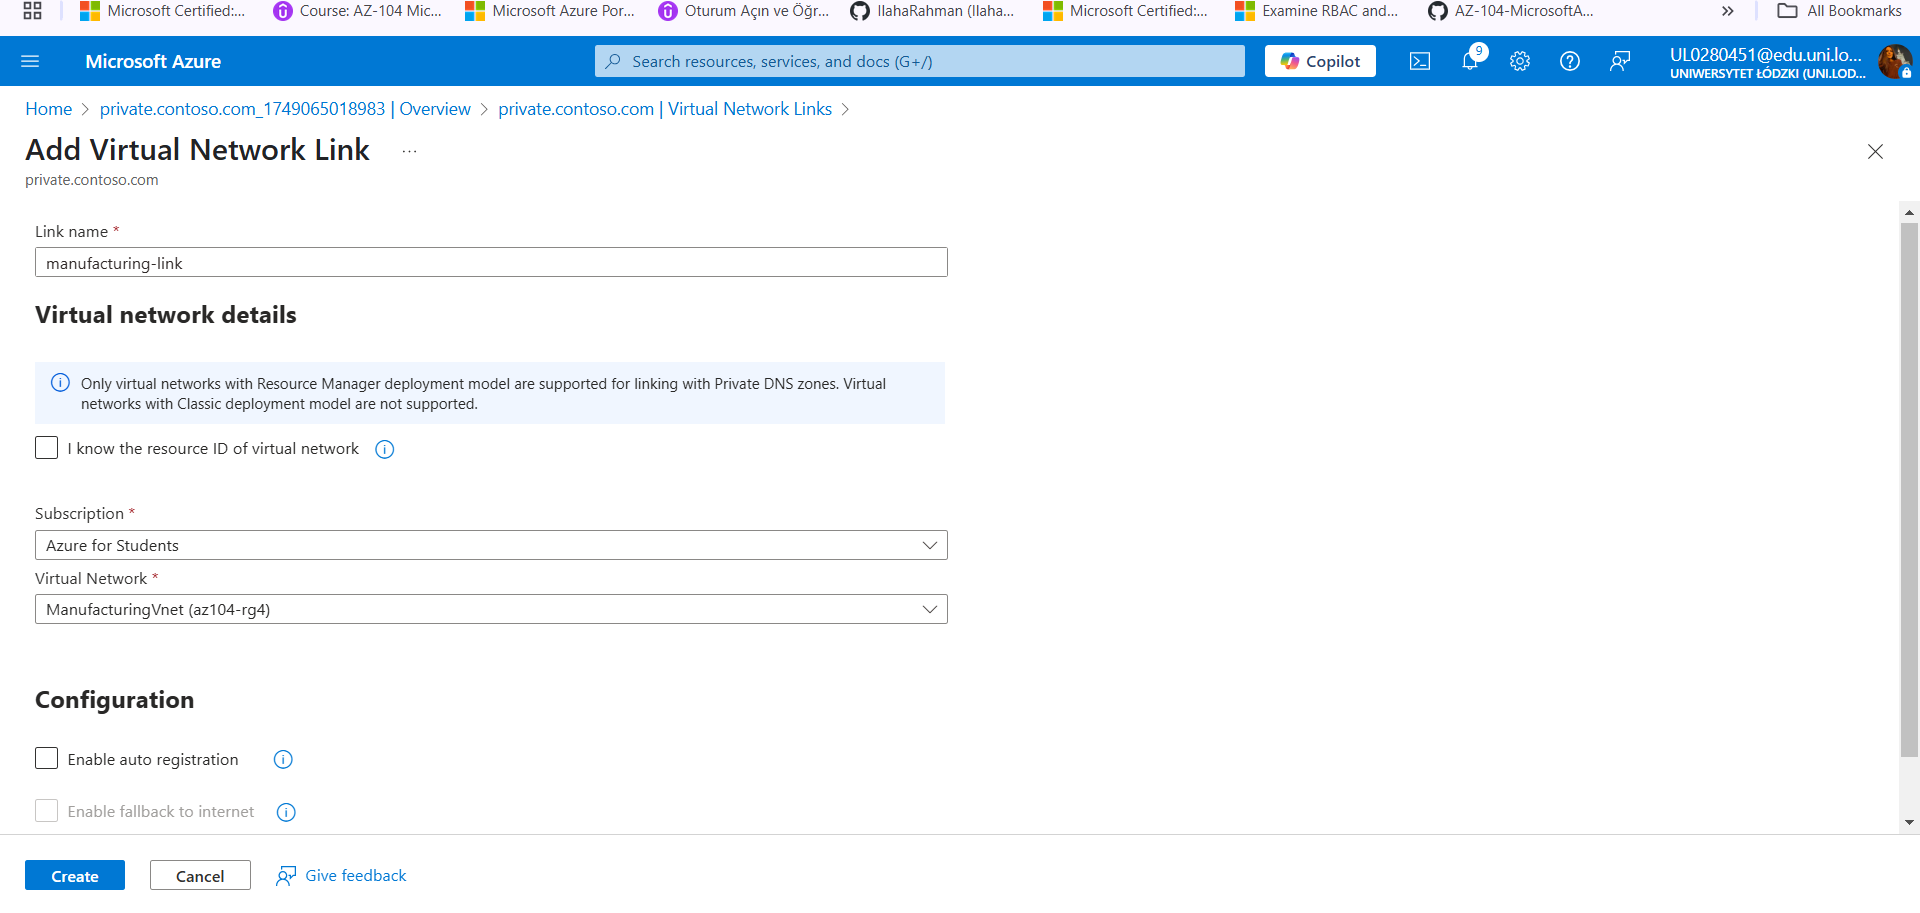 Microsoft Certified:...
Course: AZ-104 Mic...
Microsoft Azure Por...
Oturum Açın ve Öğr...
IlahaRahman (Ilaha...
Microsoft Certified:...
Examine RBAC and...
AZ-104-MicrosoftA...
All Bookmarks
Microsoft Azure
Search resources, services, and docs (G+/)
Copilot
9
UL0280451@edu.uni.lo...
UNIWERSYTET ŁÓDZKI (UNI.LOD...
Home > private.contoso.com_1749065018983 | Overview > private.contoso.com | Virtual Network Links >
Add Virtual Network Link ...
private.contoso.com
Link name *
manufacturing-link
Virtual network details
Only virtual networks with Resource Manager deployment model are supported for linking with Private DNS zones. Virtual
networks with Classic deployment model are not supported.
I know the resource ID of virtual network
Subscription *
Azure for Students
Virtual Network *
ManufacturingVnet (az104-rg4)
Configuration
Enable auto registration
Enable fallback to internet
Create
Cancel
Give feedback